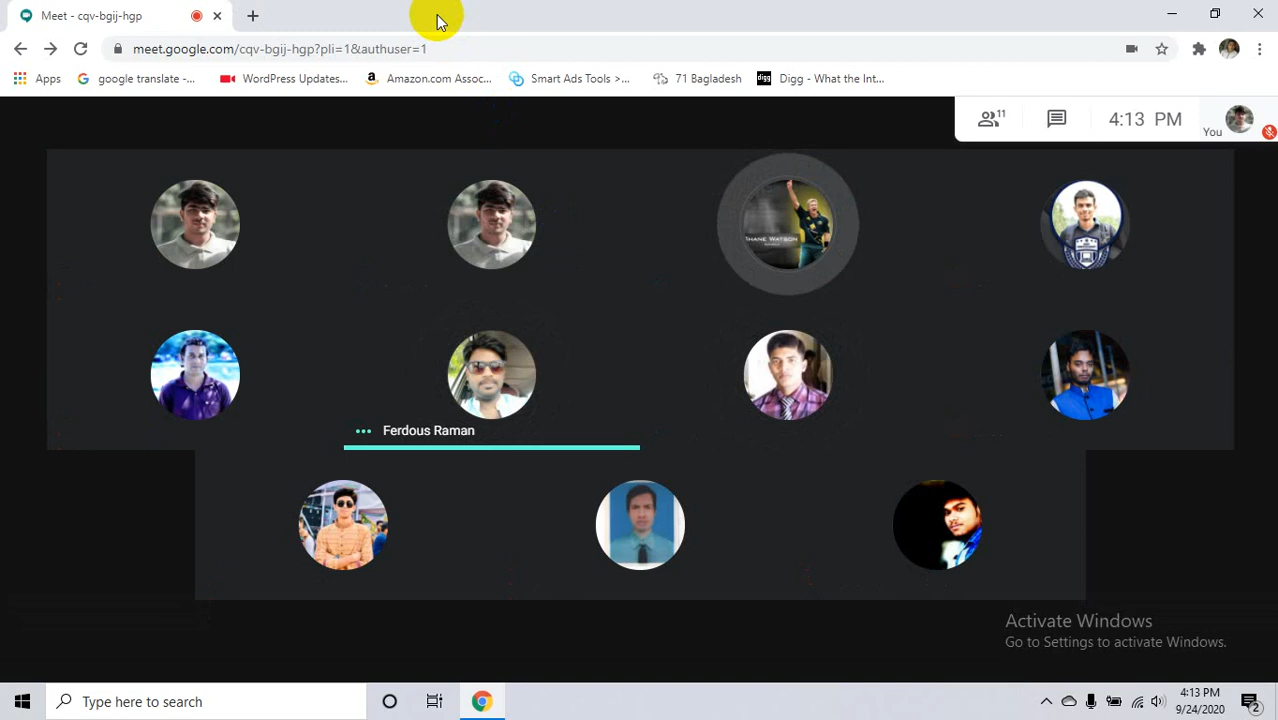 Meet - cqv-bgij-hgp
meet.google.com/cqv-bgij-hgp?pli=1&authuser=1
Apps google translate -... WordPress Updates... Amazon.com Assoc... Smart Ads Tools >... 71 Bagladesh digg Digg - What the Int...
11 4:13 PM You
HANE WATSON
Ferdous Raman
Activate Windows
Go to Settings to activate Windows.
Type here to search
4:13 PM
9/24/2020
2